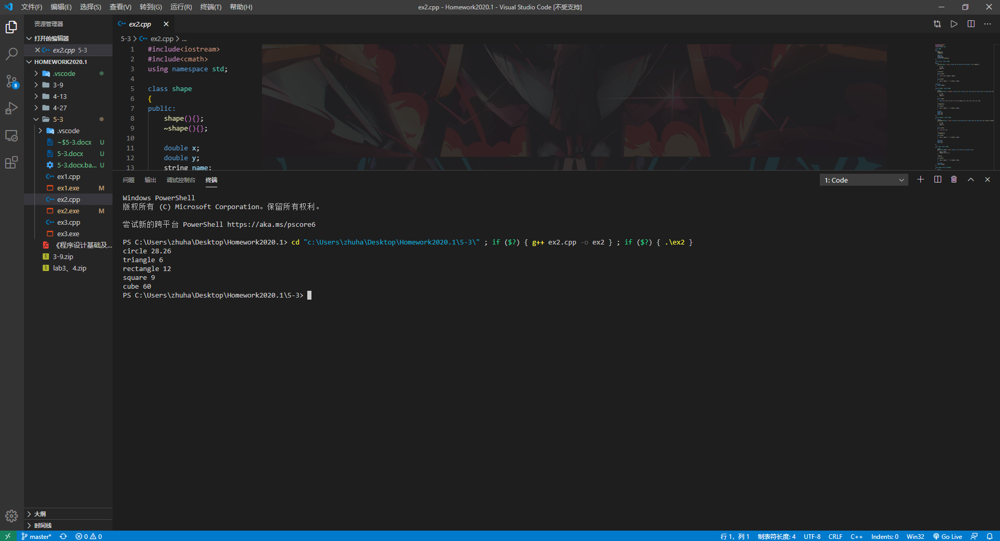 文件(F) 编辑(E) 选择(S) 查看(V) 转到(G) 运行(R) 终端(T) 帮助(H)
ex2.cpp - Homework2020.1 - Visual Studio Code [不受支持]
资源管理器
打开的编辑器
ex2.cpp 5-3
HOMEWORK2020.1
.vscode
3-9
4-13
4-27
5-3
.vscode
~$5-3.docx U
5-3.docx U
5-3.docx.ba... U
ex1.cpp
ex1.exe M
ex2.cpp
ex2.exe M
ex3.cpp
ex3.exe
《程序设计基础及...
3-9.zip
lab3、4.zip
大纲
时间线
8
ex2.cpp
5-3 > ex2.cpp > ...
1 #include<iostream>
2 #include<cmath>
3 using namespace std;
4
5 class shape
6 {
7 public:
8 shape(){};
9 ~shape(){};
10
11 double x;
12 double y;
13 string name;
问题 输出 调试控制台 终端
1: Code
Windows PowerShell
版权所有 (C) Microsoft Corporation。保留所有权利。
尝试新的跨平台 PowerShell https://aka.ms/pscore6
PS C:\Users\zhuha\Desktop\Homework2020.1> cd "c:\Users\zhuha\Desktop\Homework2020.1\5-3\" ; if ($?) { g++ ex2.cpp -o ex2 } ; if ($?) { .\ex2 }
circle 28.26
triangle 6
rectangle 12
square 9
cube 60
PS C:\Users\zhuha\Desktop\Homework2020.1\5-3>
master* 0 0
行 1，列 1 制表符长度: 4 UTF-8 CRLF C++ Indents: 0 Win32 Go Live